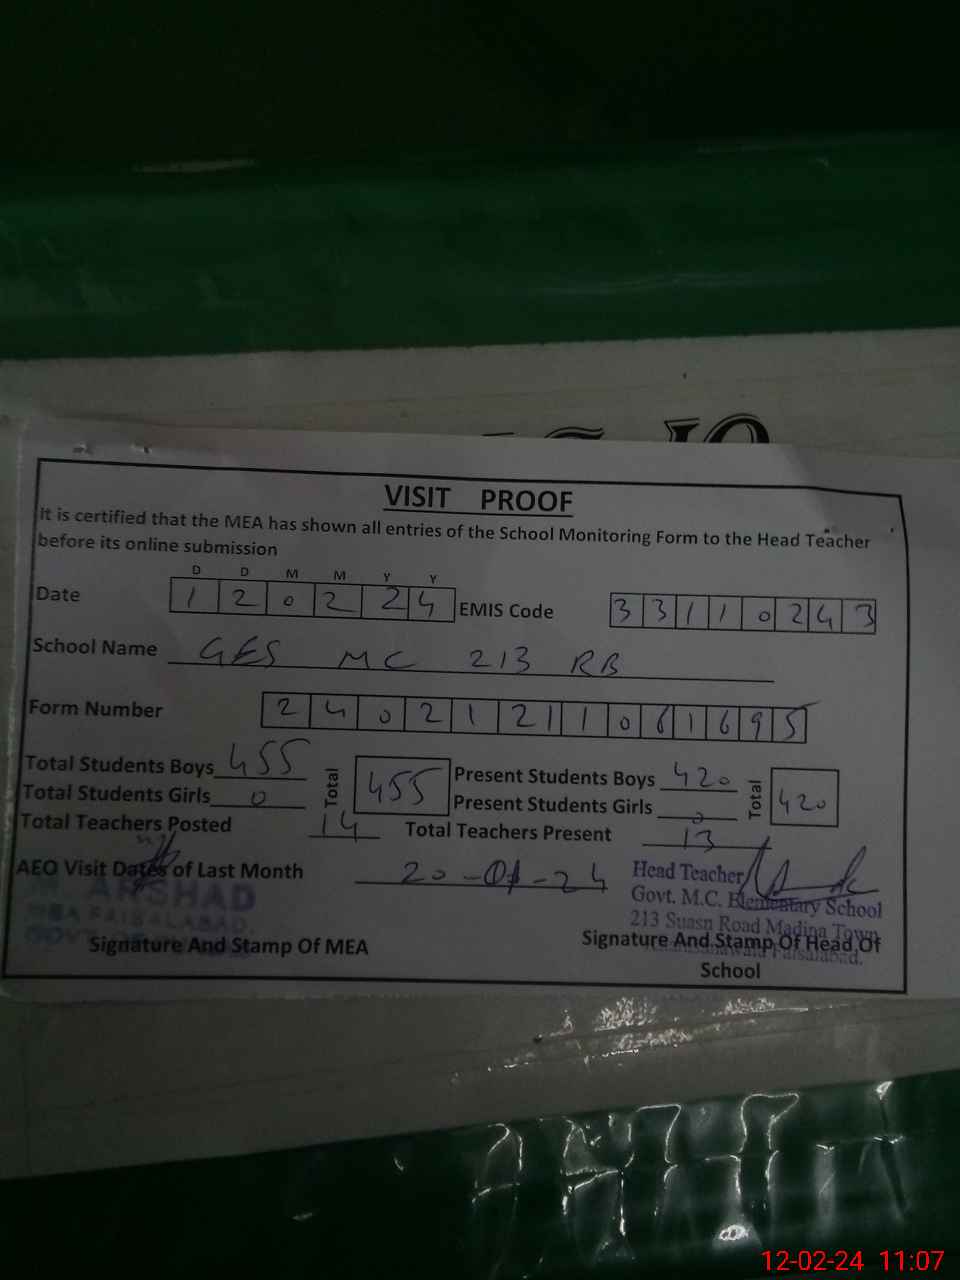 VISIT PROOF
It is certified that the MEA has shown all entries of the School Monitoring Form to the Head Teacher
before its online submission
D D M M Y Y
Date 1 2 0 2 2 4 EMIS Code 3 3 1 1 0 2 4 3
School Name GES MC 213 RB
Form Number 2 4 0 2 1 2 1 1 0 6 1 6 9 5
Total Students Boys 455 Total 455 Present Students Boys 420 Total 420
Total Students Girls 0 Present Students Girls 0
Total Teachers Posted 14 Total Teachers Present 13
AEO Visit Dates of Last Month 20-01-24
Head Teacher
Govt. M.C. Elementary School
213 Suasn Road Madina Town
Faisalabad.
ARSHAD
MEA FAISALABAD.
Signature And Stamp Of MEA
Signature And Stamp Of Head Of
School
12-02-24 11:07